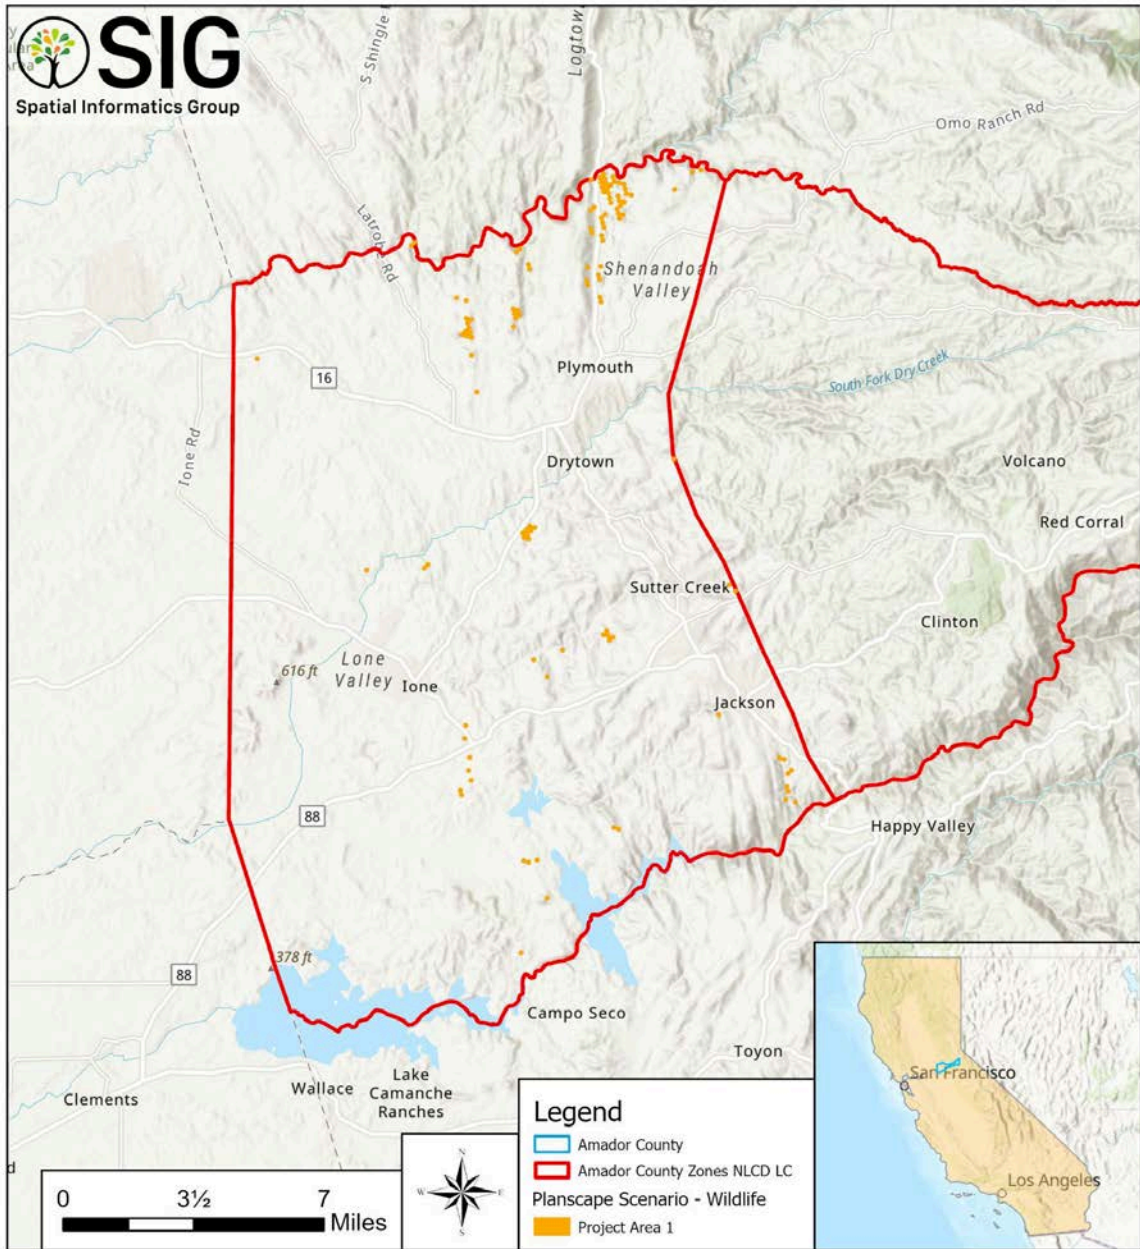 SIG
Spatial Informatics Group
S Shingle
Logtow
Omo Ranch Rd
Latrobe Rd
Shenandoah
Valley
16
Plymouth
South Fork Dry Creek
Ione Rd
Drytown
Volcano
Red Corral
Sutter Creek
Clinton
616 ft
Lone
Valley
Ione
Jackson
88
Happy Valley
378 ft
88
Campo Seco
Toyon
Wallace
Lake
Camanche
Ranches
Clements
San Francisco
Los Angeles
Legend
Amador County
Amador County Zones NLCD LC
Planscape Scenario - Wildlife
Project Area 1
N
W
E
S
0 3½ 7
Miles